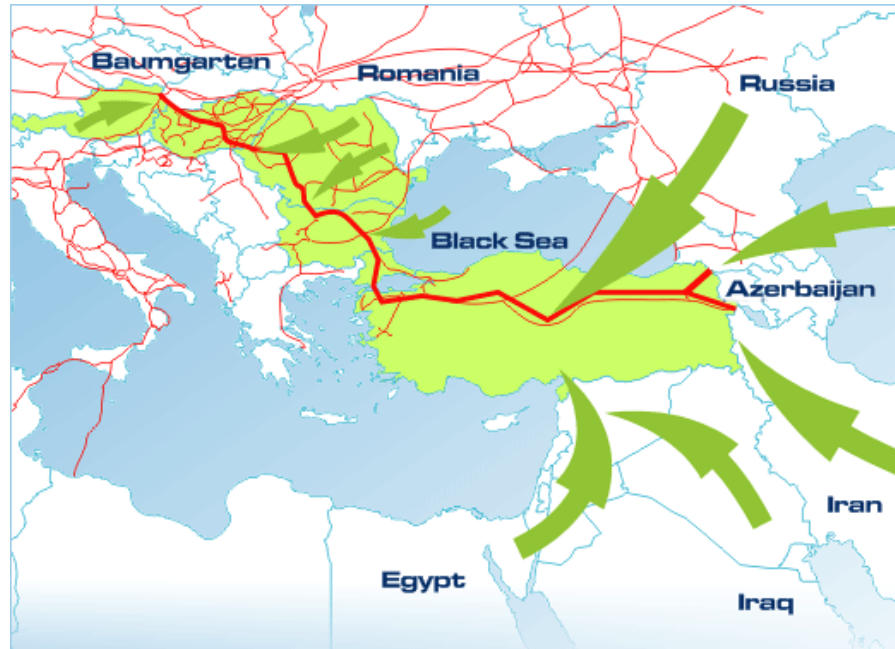 Baumgarten
Romania
Russia
Black Sea
Azerbaijan
Iran
Egypt
Iraq